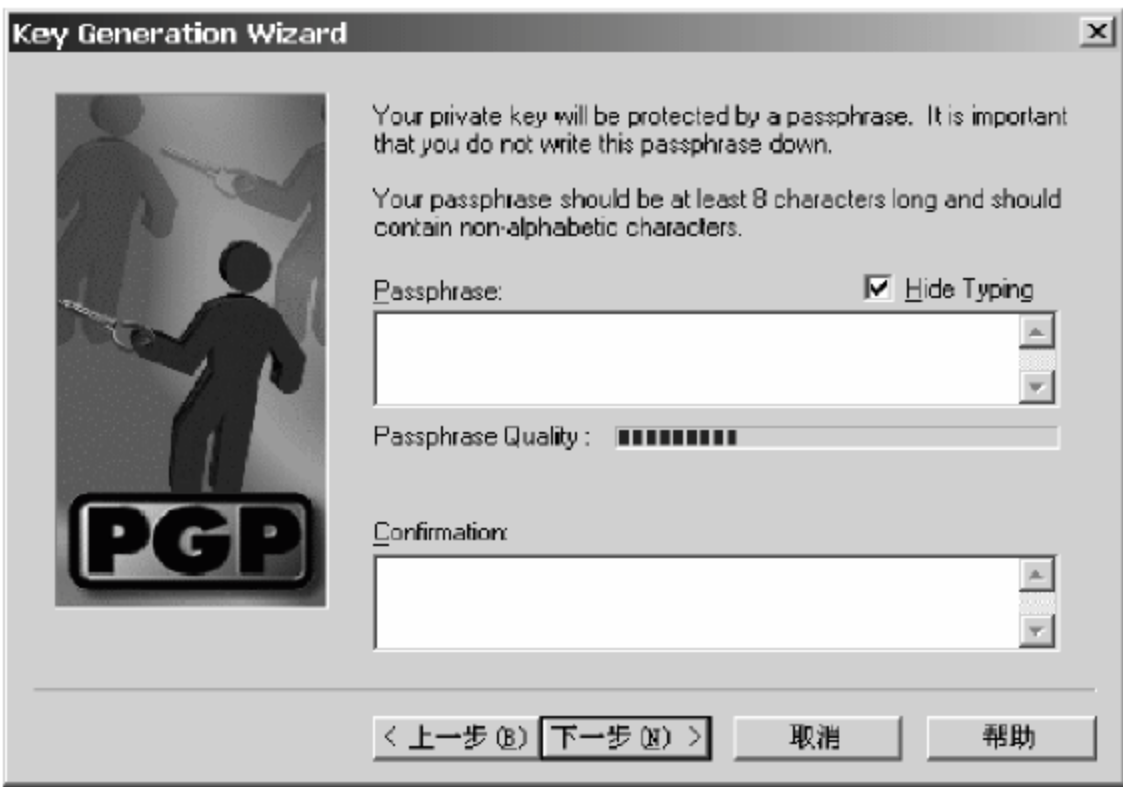 Key Generation Wizard
Your private key will be protected by a passphrase. It is important
that you do not write this passphrase down.
Your passphrase should be at least 8 characters long and should
contain non-alphabetic characters.
Passphrase:
Hide Typing
Passphrase Quality :
Confirmation:
PGP
< 上一步(B)
下一步(N) >
取消
帮助